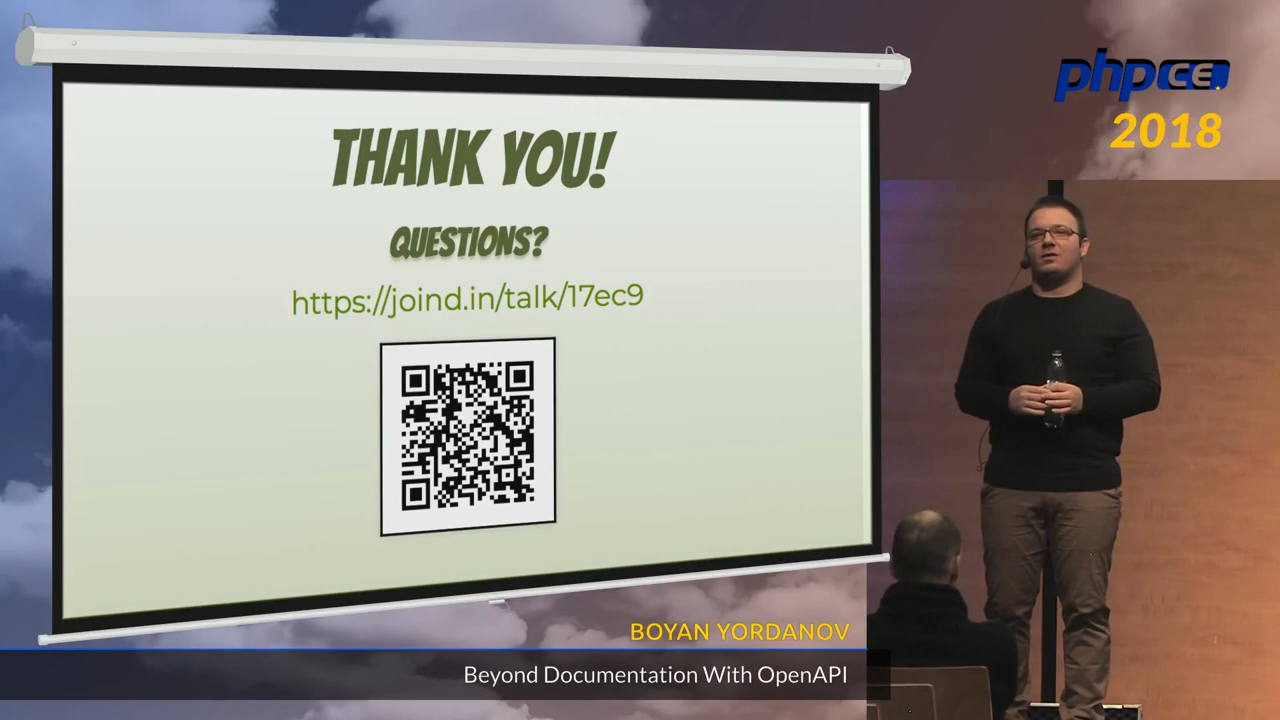 phpce
2018
THANK YOU!
QUESTIONS?
https://joind.in/talk/17ec9
BOYAN YORDANOV
Beyond Documentation With OpenAPI